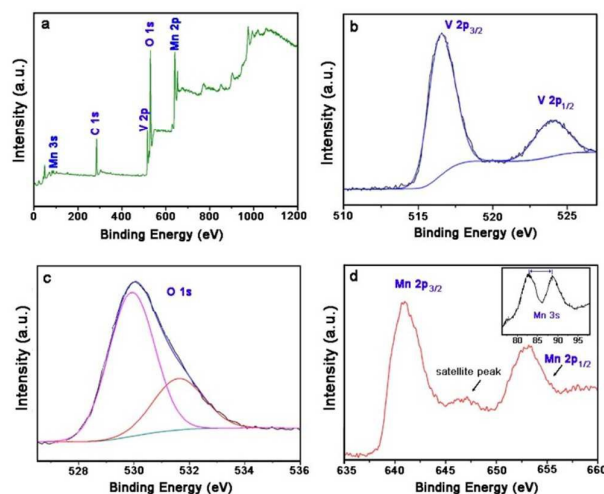 a
Intensity (a.u.)
Mn 3s
C 1s
V 2p
O 1s
Mn 2p
0 200 400 600 800 1000 1200
Binding Energy (eV)
b
Intensity (a.u.)
V 2p3/2
V 2p1/2
510 515 520 525
Binding Energy (eV)
c
Intensity (a.u.)
O 1s
528 530 532 534 536
Binding Energy (eV)
d
Intensity (a.u.)
Mn 2p3/2
satellite peak
Mn 2p1/2
Mn 3s
80 85 90 95
635 640 645 650 655 660
Binding Energy (eV)